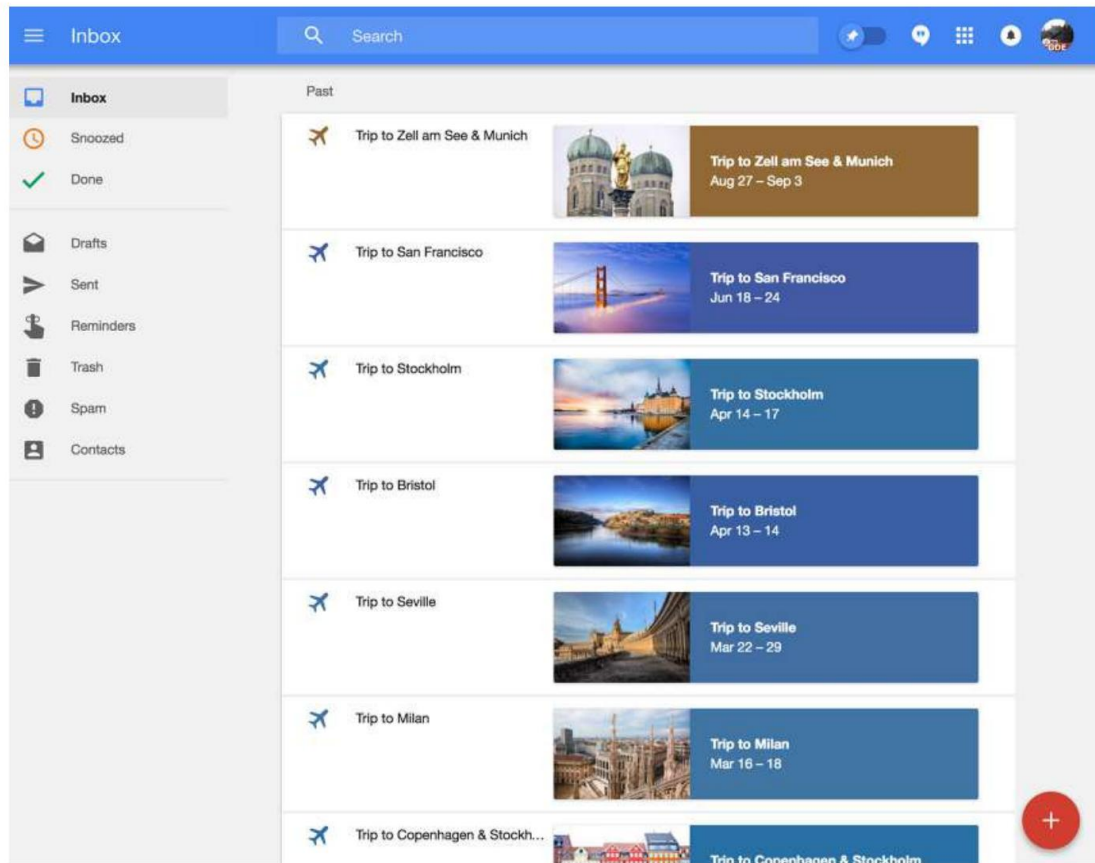 Inbox
Search
Inbox
Snoozed
Done
Drafts
Sent
Reminders
Trash
Spam
Contacts
Past
Trip to Zell am See & Munich
Trip to Zell am See & Munich
Aug 27 – Sep 3
Trip to San Francisco
Trip to San Francisco
Jun 18 – 24
Trip to Stockholm
Trip to Stockholm
Apr 14 – 17
Trip to Bristol
Trip to Bristol
Apr 13 – 14
Trip to Seville
Trip to Seville
Mar 22 – 29
Trip to Milan
Trip to Milan
Mar 16 – 18
Trip to Copenhagen & Stockh...
Trip to Copenhagen & Stockholm
GDE